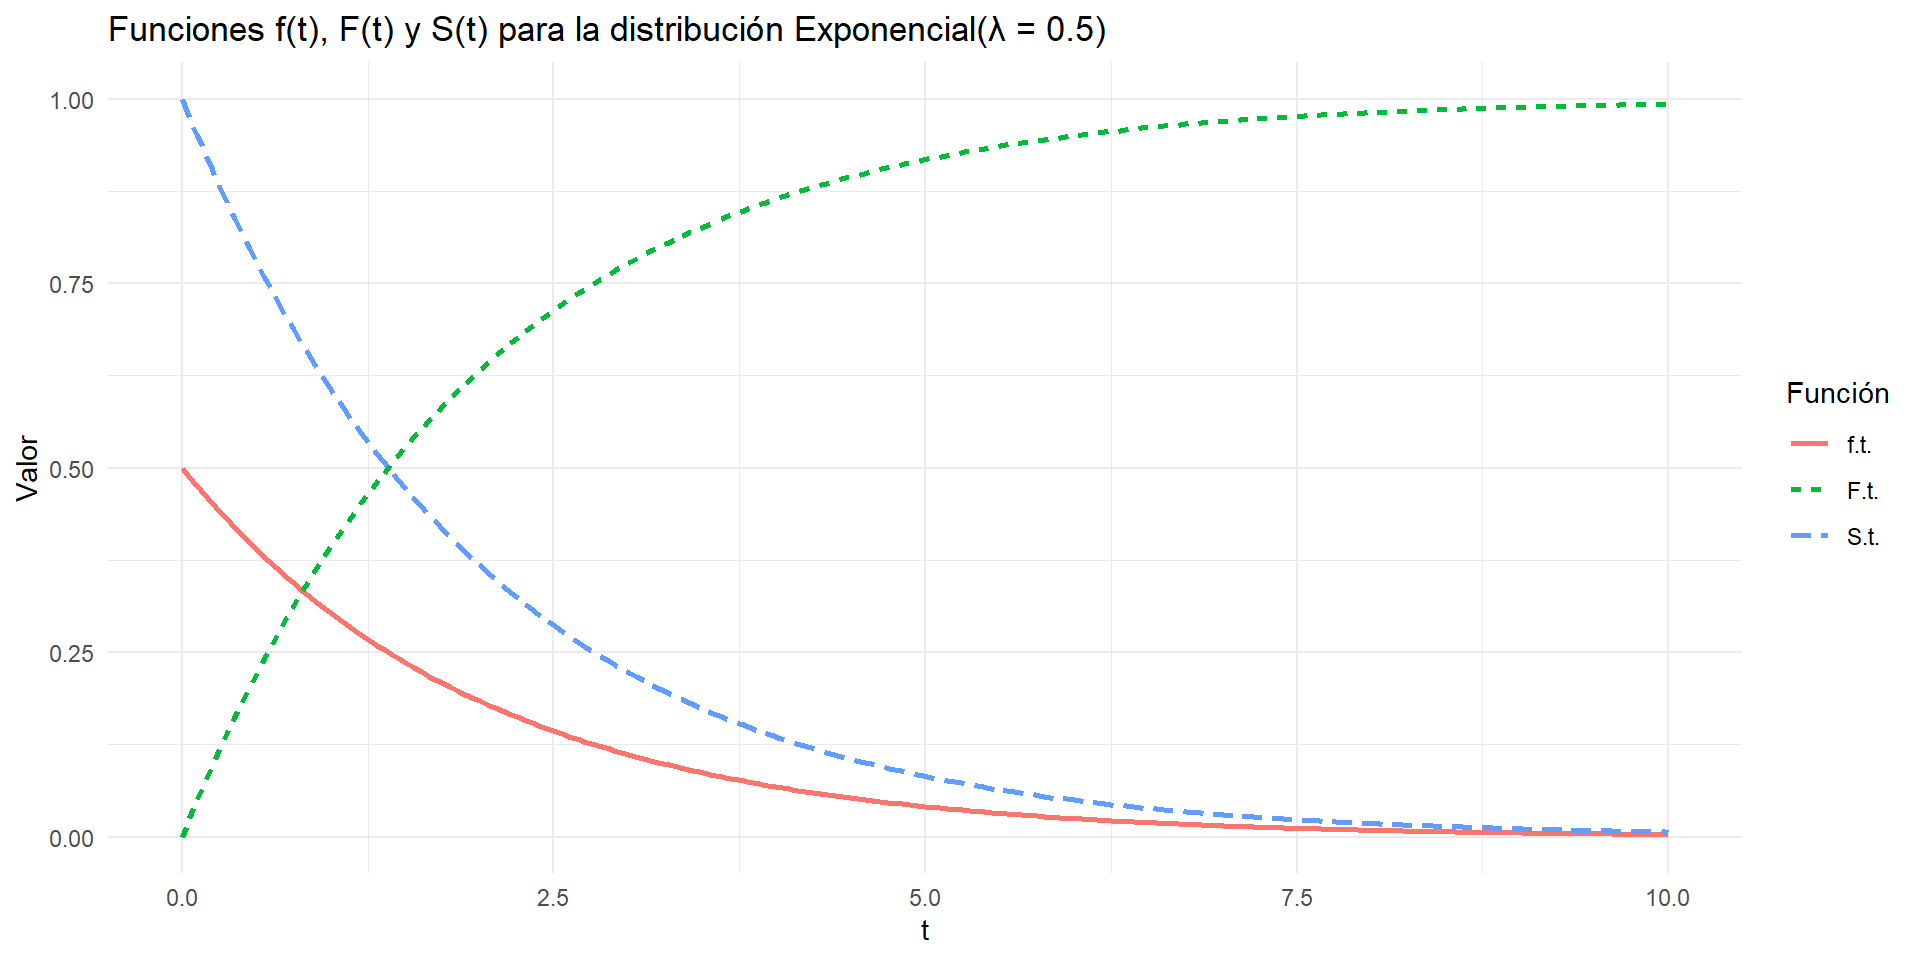 Funciones f(t), F(t) y S(t) para la distribución Exponencial(λ = 0.5)
1.00
0.75
0.50
0.25
0.00
Valor
0.0 2.5 5.0 7.5 10.0
t
Función
f.t.
F.t.
S.t.